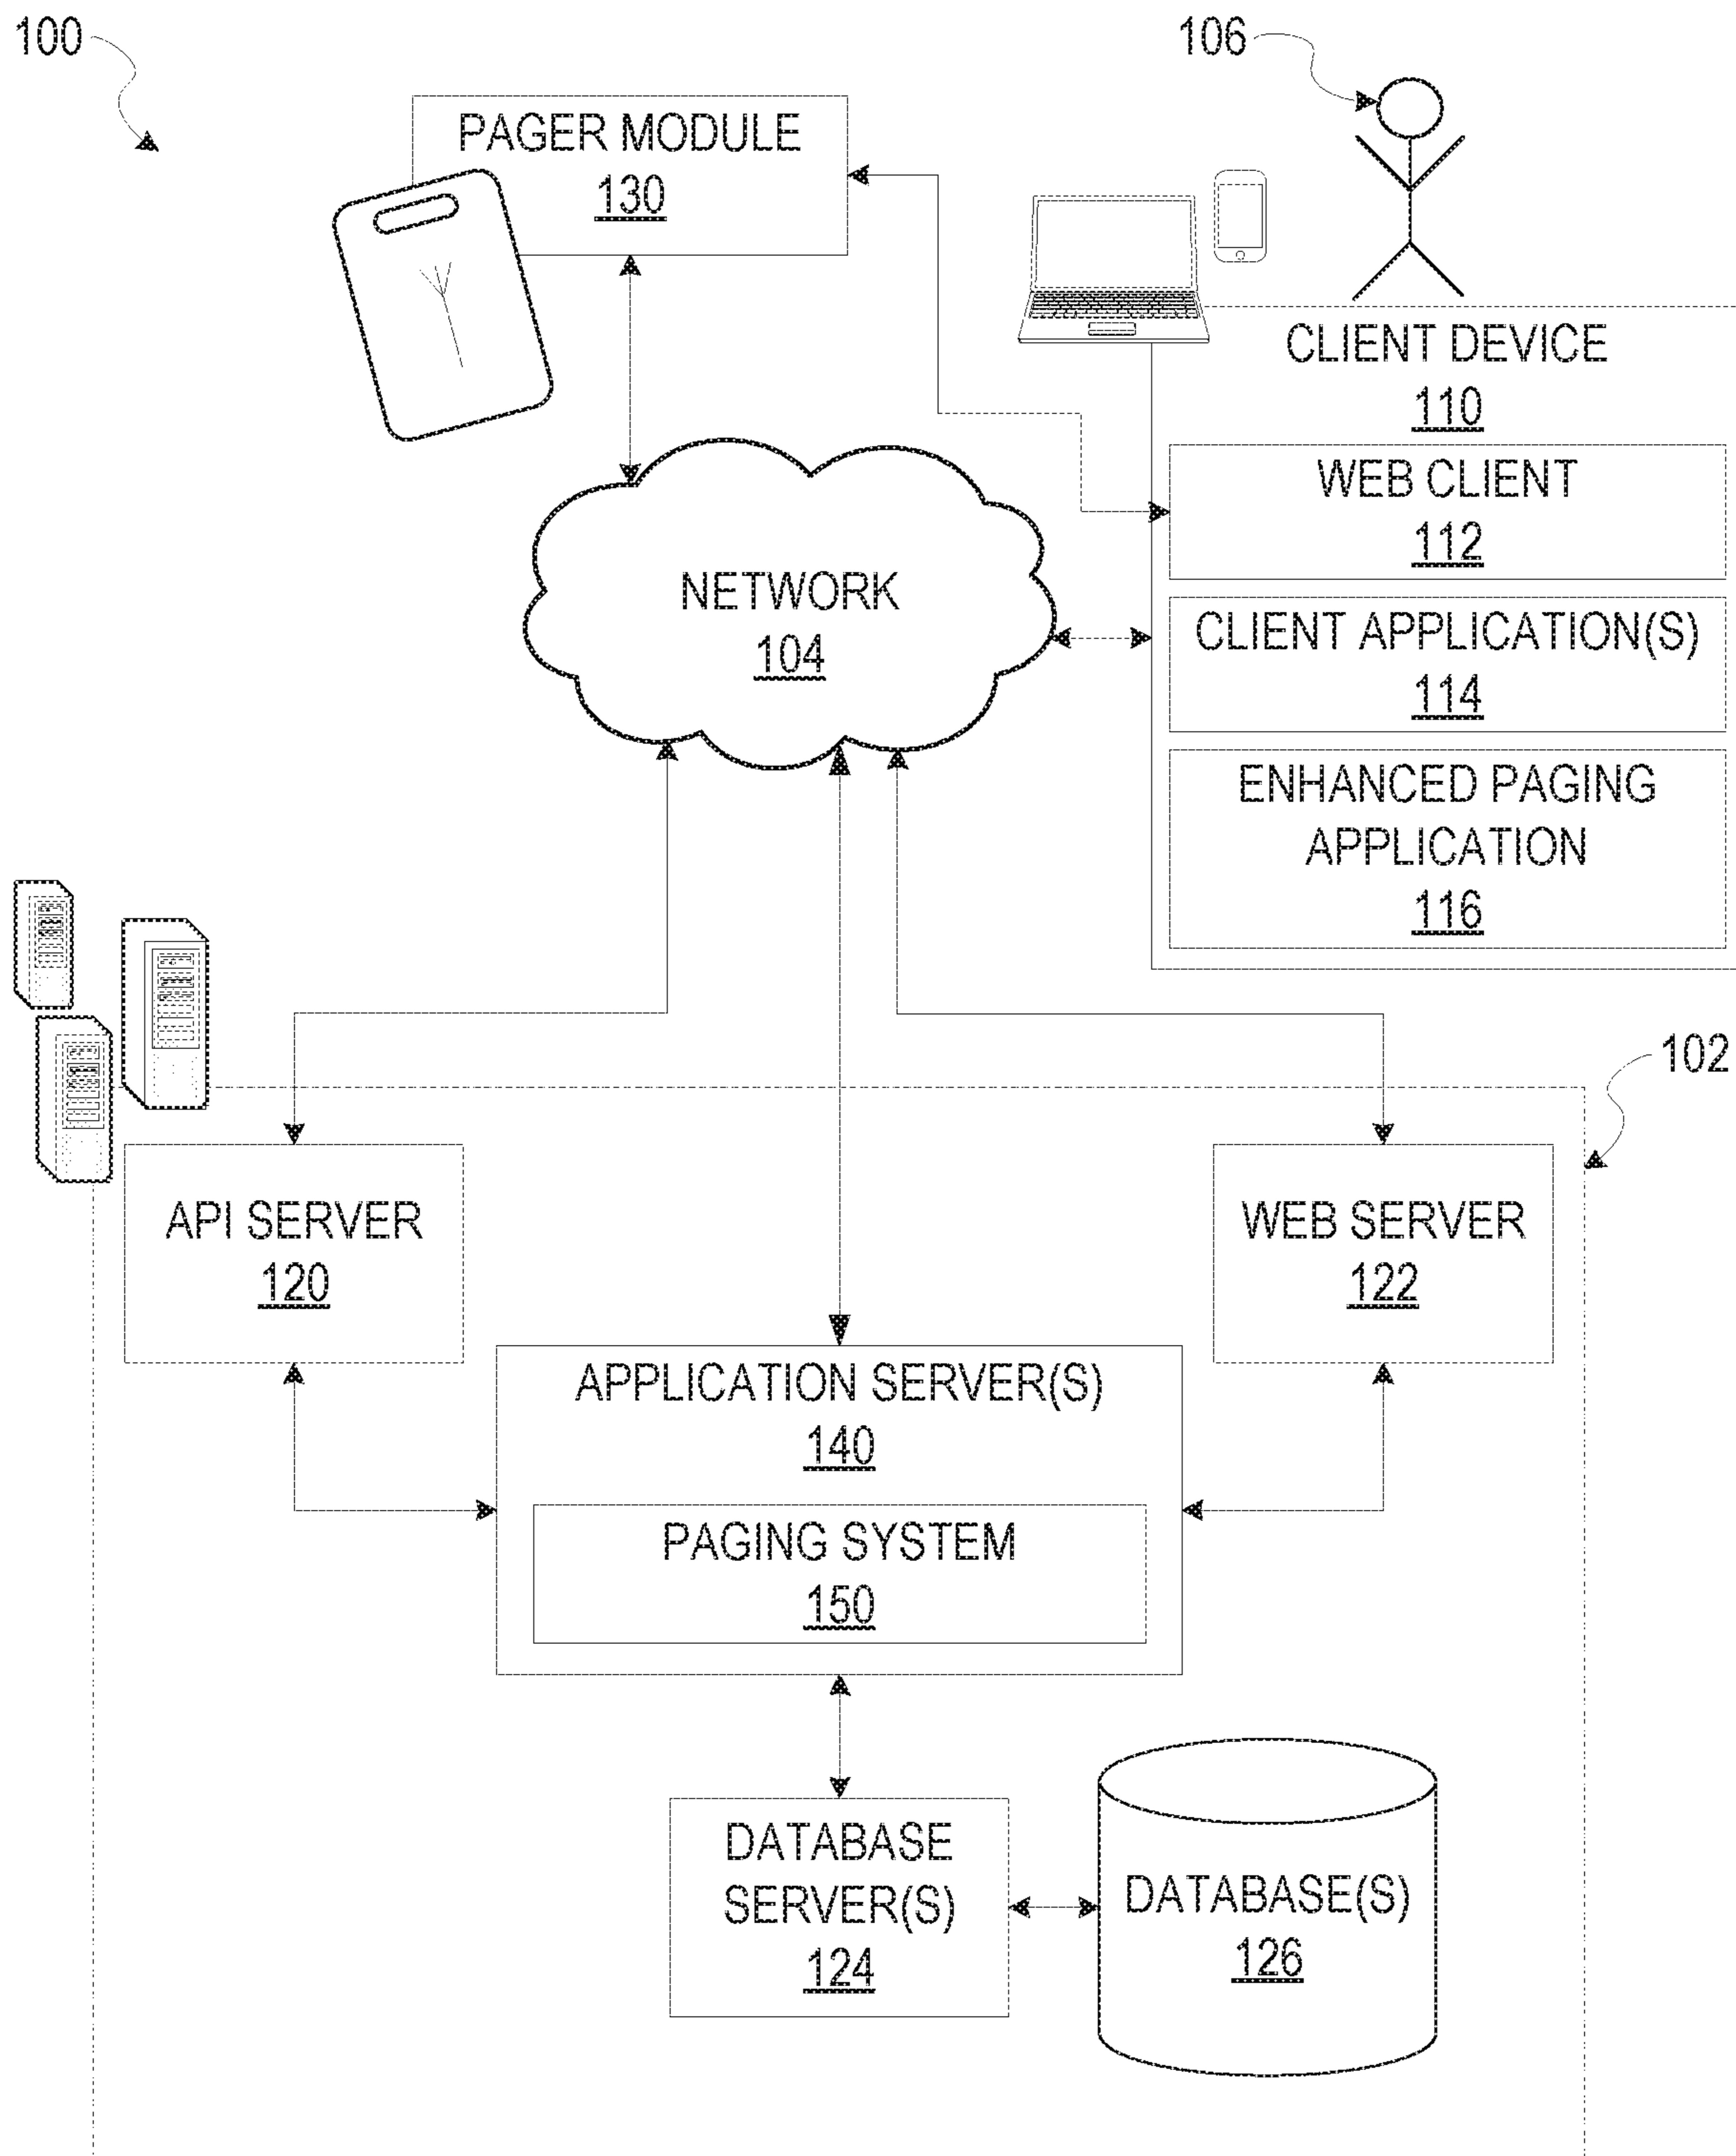 100
106
PAGER MODULE
130
CLIENT DEVICE
110
WEB CLIENT
112
NETWORK
104
CLIENT APPLICATION(S)
114
ENHANCED PAGING
APPLICATION
116
102
API SERVER
120
WEB SERVER
122
APPLICATION SERVER(S)
140
PAGING SYSTEM
150
DATABASE
SERVER(S)
124
DATABASE(S)
126